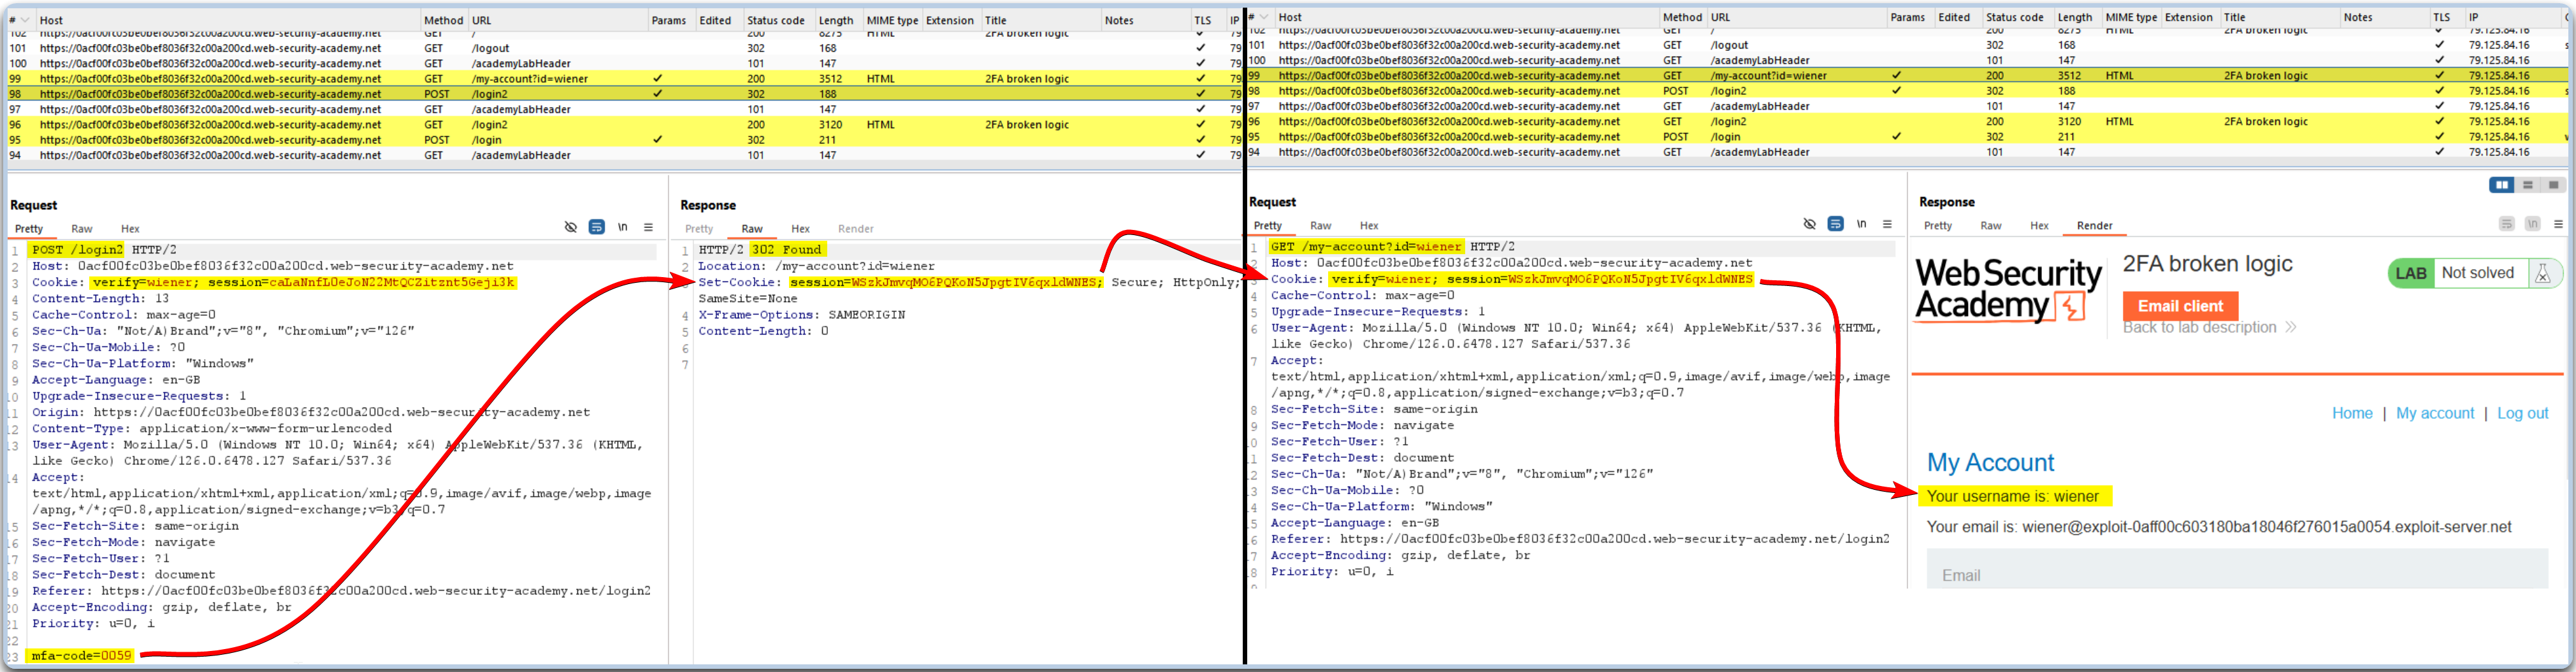 # Host Method URL Params Edited Status code Length MIME type Extension Title Notes TLS IP
102 https://0acf00fc03be0bef8036f32c00a200cd.web-security-academy.net GET / 200 8275 HTML 2FA broken logic ✓ 79
101 https://0acf00fc03be0bef8036f32c00a200cd.web-security-academy.net GET /logout 302 168 ✓ 79
100 https://0acf00fc03be0bef8036f32c00a200cd.web-security-academy.net GET /academyLabHeader 101 147 ✓ 79
99 https://0acf00fc03be0bef8036f32c00a200cd.web-security-academy.net GET /my-account?id=wiener ✓ 200 3512 HTML 2FA broken logic ✓ 79
98 https://0acf00fc03be0bef8036f32c00a200cd.web-security-academy.net POST /login2 ✓ 302 188 ✓ 79
97 https://0acf00fc03be0bef8036f32c00a200cd.web-security-academy.net GET /academyLabHeader 101 147 ✓ 79
96 https://0acf00fc03be0bef8036f32c00a200cd.web-security-academy.net GET /login2 200 3120 HTML 2FA broken logic ✓ 79
95 https://0acf00fc03be0bef8036f32c00a200cd.web-security-academy.net POST /login ✓ 302 211 ✓ 79
94 https://0acf00fc03be0bef8036f32c00a200cd.web-security-academy.net GET /academyLabHeader 101 147 ✓ 79
Request
Pretty Raw Hex
\n
1 POST /login2 HTTP/2
2 Host: 0acf00fc03be0bef8036f32c00a200cd.web-security-academy.net
3 Cookie: verify=wiener; session=caLaNnfL0eJoN22MtQCZitznt5Geji3k
4 Content-Length: 13
5 Cache-Control: max-age=0
6 Sec-Ch-Ua: "Not/A)Brand";v="8", "Chromium";v="126"
7 Sec-Ch-Ua-Mobile: ?0
8 Sec-Ch-Ua-Platform: "Windows"
9 Accept-Language: en-GB
10 Upgrade-Insecure-Requests: 1
11 Origin: https://0acf00fc03be0bef8036f32c00a200cd.web-security-academy.net
12 Content-Type: application/x-www-form-urlencoded
13 User-Agent: Mozilla/5.0 (Windows NT 10.0; Win64; x64) AppleWebKit/537.36 (KHTML,
like Gecko) Chrome/126.0.6478.127 Safari/537.36
14 Accept:
text/html,application/xhtml+xml,application/xml;q=0.9,image/avif,image/webp,image
/apng,*/*;q=0.8,application/signed-exchange;v=b3;q=0.7
15 Sec-Fetch-Site: same-origin
16 Sec-Fetch-Mode: navigate
17 Sec-Fetch-User: ?1
18 Sec-Fetch-Dest: document
19 Referer: https://0acf00fc03be0bef8036f32c00a200cd.web-security-academy.net/login2
20 Accept-Encoding: gzip, deflate, br
21 Priority: u=0, i
22
23 mfa-code=0059
Response
Pretty Raw Hex Render
1 HTTP/2 302 Found
2 Location: /my-account?id=wiener
3 Set-Cookie: session=WSzkJmvqMO6PQKoN5JpgtIV6qxldWNES; Secure; HttpOnly;
SameSite=None
4 X-Frame-Options: SAMEORIGIN
5 Content-Length: 0
6
7
# Host Method URL Params Edited Status code Length MIME type Extension Title Notes TLS IP
102 https://0acf00fc03be0bef8036f32c00a200cd.web-security-academy.net GET / 200 8275 HTML 2FA broken logic ✓ 79.125.84.16
101 https://0acf00fc03be0bef8036f32c00a200cd.web-security-academy.net GET /logout 302 168 ✓ 79.125.84.16
100 https://0acf00fc03be0bef8036f32c00a200cd.web-security-academy.net GET /academyLabHeader 101 147 ✓ 79.125.84.16
99 https://0acf00fc03be0bef8036f32c00a200cd.web-security-academy.net GET /my-account?id=wiener ✓ 200 3512 HTML 2FA broken logic ✓ 79.125.84.16
98 https://0acf00fc03be0bef8036f32c00a200cd.web-security-academy.net POST /login2 ✓ 302 188 ✓ 79.125.84.16
97 https://0acf00fc03be0bef8036f32c00a200cd.web-security-academy.net GET /academyLabHeader 101 147 ✓ 79.125.84.16
96 https://0acf00fc03be0bef8036f32c00a200cd.web-security-academy.net GET /login2 200 3120 HTML 2FA broken logic ✓ 79.125.84.16
95 https://0acf00fc03be0bef8036f32c00a200cd.web-security-academy.net POST /login ✓ 302 211 ✓ 79.125.84.16
94 https://0acf00fc03be0bef8036f32c00a200cd.web-security-academy.net GET /academyLabHeader 101 147 ✓ 79.125.84.16
Request
Pretty Raw Hex
\n
1 GET /my-account?id=wiener HTTP/2
2 Host: 0acf00fc03be0bef8036f32c00a200cd.web-security-academy.net
Cookie: verify=wiener; session=WSzkJmvqMO6PQKoN5JpgtIV6qxldWNES
4 Cache-Control: max-age=0
5 Upgrade-Insecure-Requests: 1
6 User-Agent: Mozilla/5.0 (Windows NT 10.0; Win64; x64) AppleWebKit/537.36 (KHTML,
like Gecko) Chrome/126.0.6478.127 Safari/537.36
7 Accept:
text/html,application/xhtml+xml,application/xml;q=0.9,image/avif,image/webp,image
/apng,*/*;q=0.8,application/signed-exchange;v=b3;q=0.7
8 Sec-Fetch-Site: same-origin
9 Sec-Fetch-Mode: navigate
10 Sec-Fetch-User: ?1
11 Sec-Fetch-Dest: document
12 Sec-Ch-Ua: "Not/A)Brand";v="8", "Chromium";v="126"
13 Sec-Ch-Ua-Mobile: ?0
14 Sec-Ch-Ua-Platform: "Windows"
15 Accept-Language: en-GB
16 Referer: https://0acf00fc03be0bef8036f32c00a200cd.web-security-academy.net/login2
17 Accept-Encoding: gzip, deflate, br
18 Priority: u=0, i
Response
Pretty Raw Hex Render
\n
Web Security
Academy
2FA broken logic
Email client
Back to lab description
LAB Not solved
Home | My account | Log out
My Account
Your username is: wiener
Your email is: wiener@exploit-0aff00c603180ba18046f276015a0054.exploit-server.net
Email